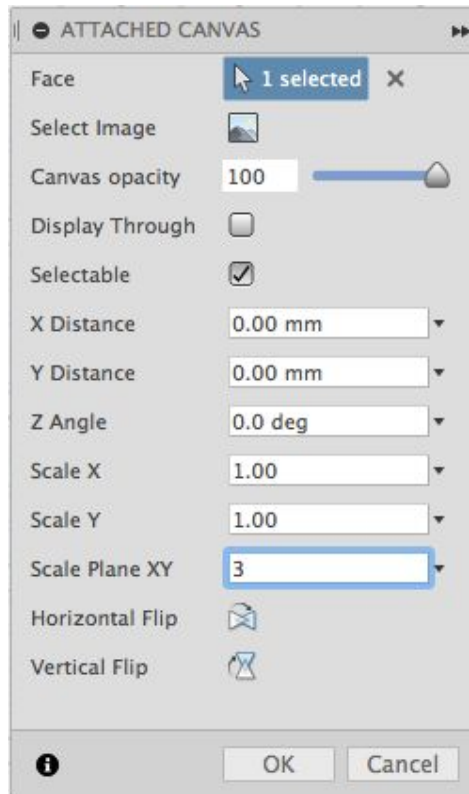 ATTACHED CANVAS
Face 1 selected
Select Image
Canvas opacity 100
Display Through
Selectable
X Distance 0.00 mm
Y Distance 0.00 mm
Z Angle 0.0 deg
Scale X 1.00
Scale Y 1.00
Scale Plane XY 3
Horizontal Flip
Vertical Flip
OK Cancel